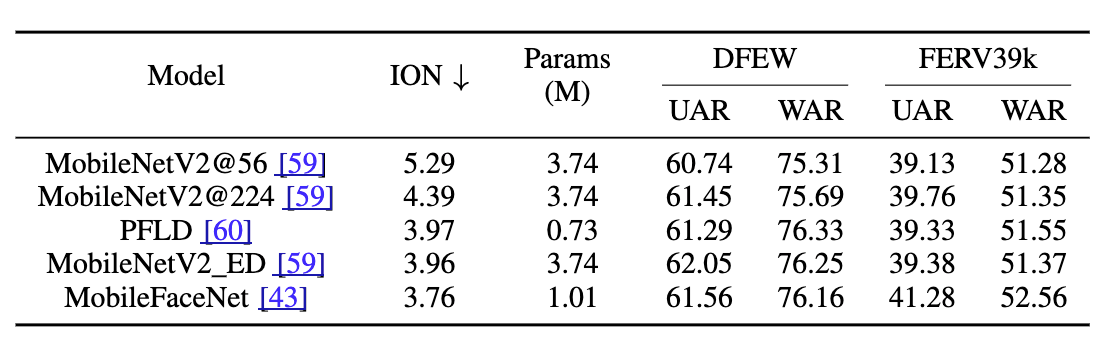 Model ION ↓ Params (M) DFEW FERV39k
UAR WAR UAR WAR
MobileNetV2@56 [59] 5.29 3.74 60.74 75.31 39.13 51.28
MobileNetV2@224 [59] 4.39 3.74 61.45 75.69 39.76 51.35
PFLD [60] 3.97 0.73 61.29 76.33 39.33 51.55
MobileNetV2_ED [59] 3.96 3.74 62.05 76.25 39.38 51.37
MobileFaceNet [43] 3.76 1.01 61.56 76.16 41.28 52.56